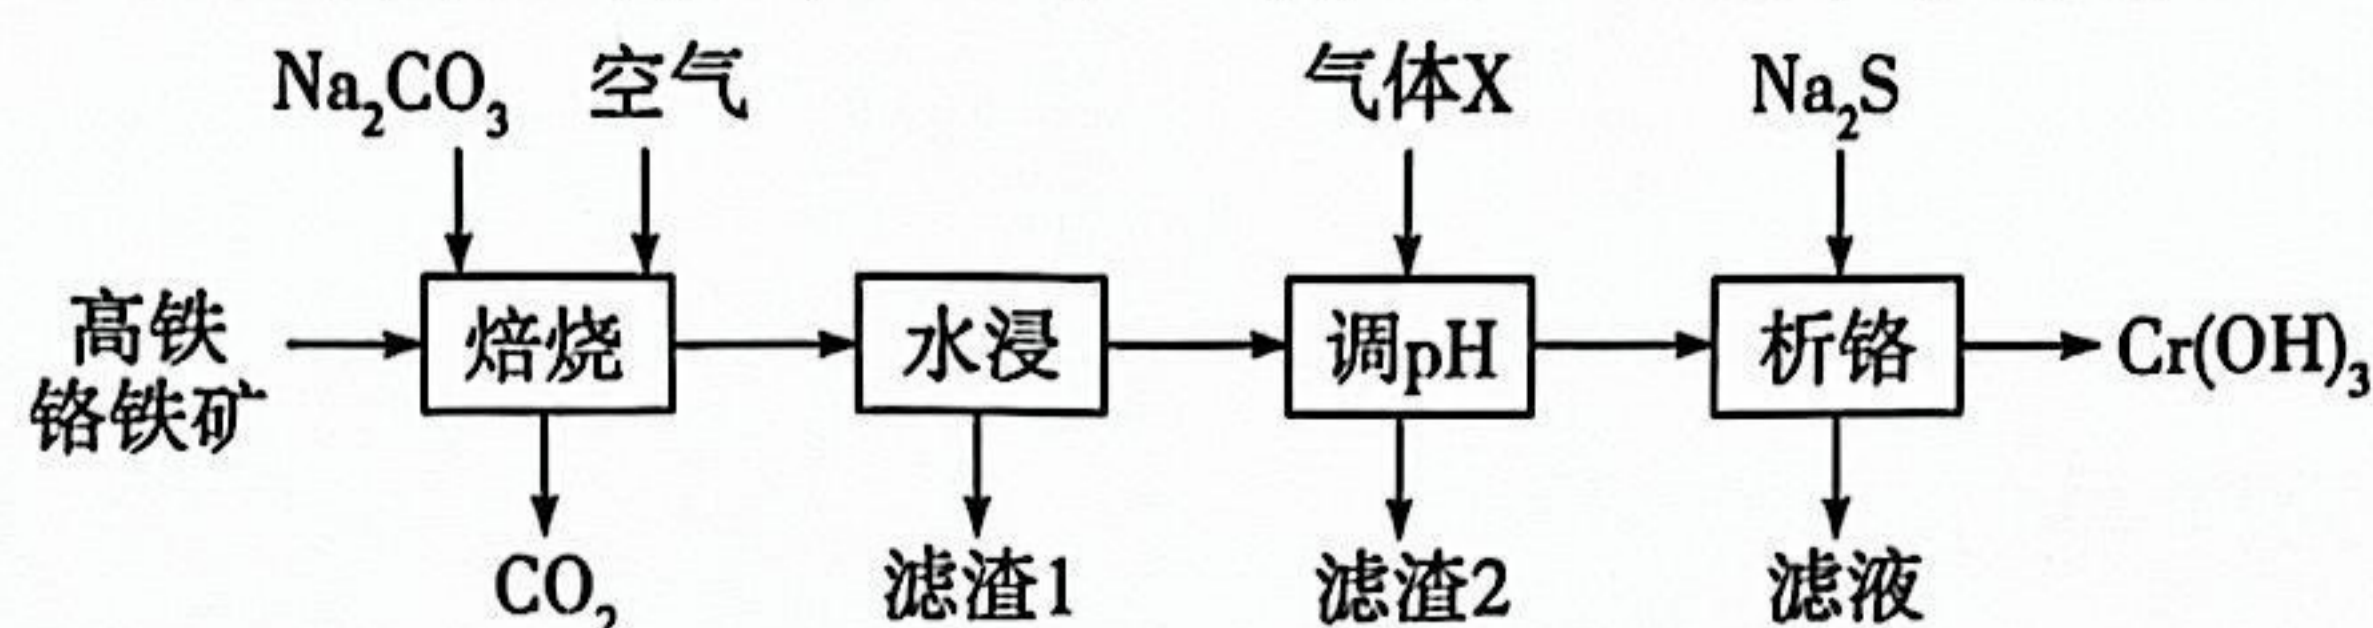 Na₂CO₃ 空气 气体X Na₂S
高铁
铬铁矿
焙烧 水浸 调pH 析铬 Cr(OH)₃
CO₂ 滤渣1 滤渣2 滤液